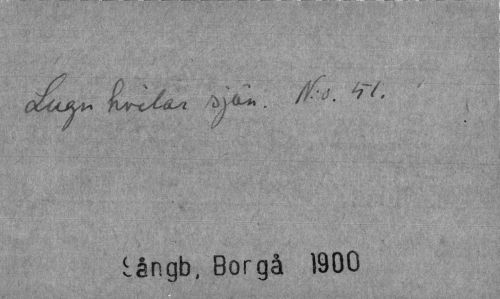 Lugn hvilar sjön. N:o. 51.
Sångb, Borgå 1900